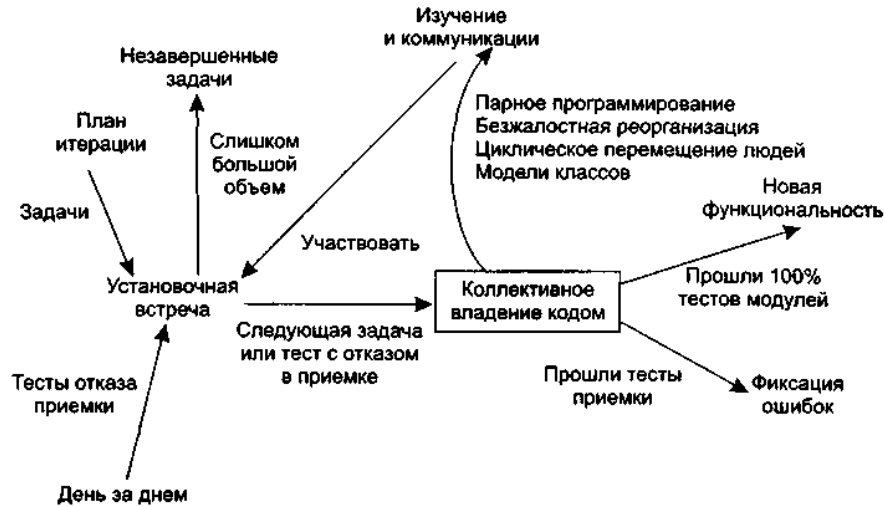 Изучение
и коммуникации
Незавершенные
задачи
План
итерации
Слишком
большой
объем
Парное программирование
Безжалостная реорганизация
Циклическое перемещение людей
Модели классов
Новая
функциональность
Задачи
Участвовать
Установочная
встреча
Коллективное
владение кодом
Прошли 100%
тестов модулей
Следующая задача
или тест с отказом
в приемке
Тесты отказа
приемки
Прошли тесты
приемки
Фиксация
ошибок
День за днем